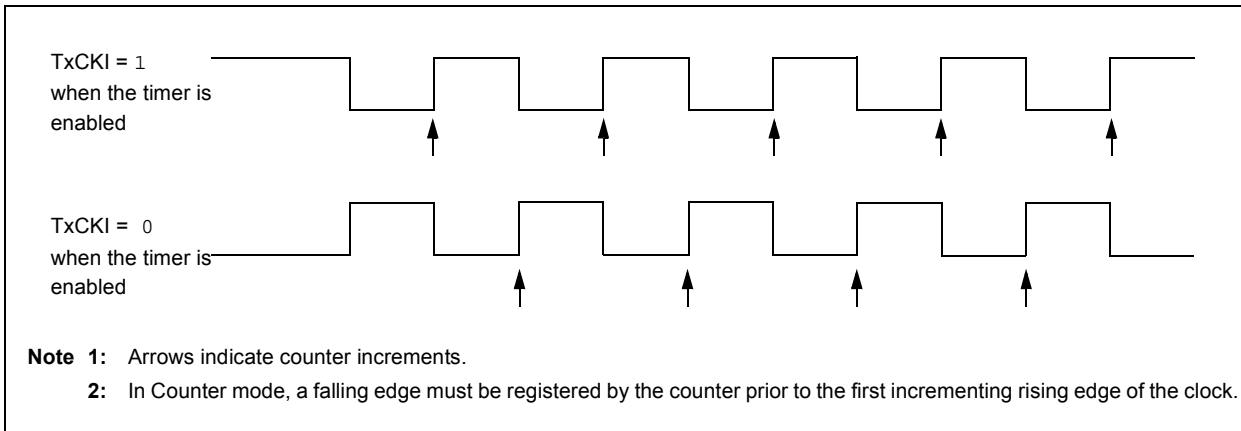 TxCKI = 1
when the timer is
enabled
TxCKI = 0
when the timer is
enabled
Note 1: Arrows indicate counter increments.
2: In Counter mode, a falling edge must be registered by the counter prior to the first incrementing rising edge of the clock.